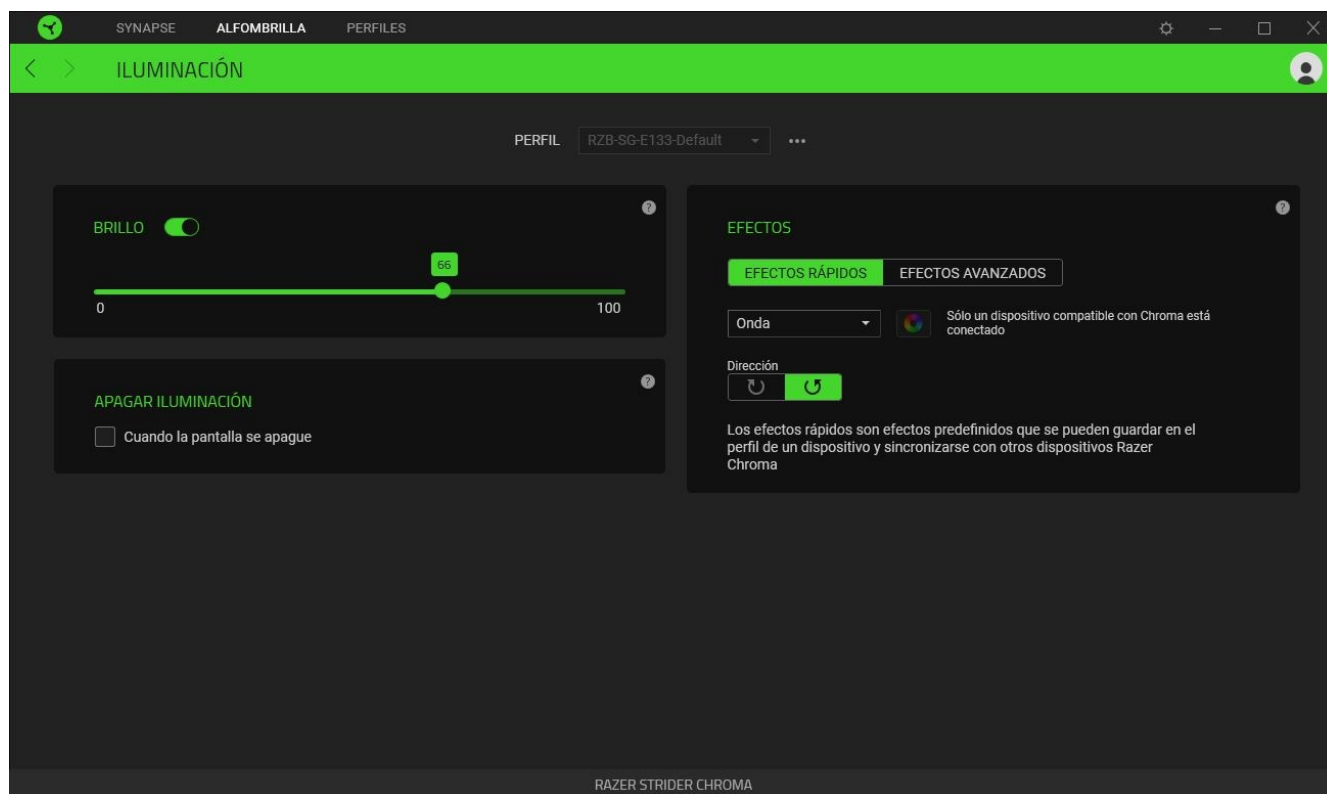 SYNAPSE ALFOMBRILLA PERFILES
ILUMINACIÓN
PERFIL RZB-SG-E133-Default
BRILLO
66
0 100
APAGAR ILUMINACIÓN
Cuando la pantalla se apague
EFECTOS
EFECTOS RÁPIDOS EFECTOS AVANZADOS
Onda
Sólo un dispositivo compatible con Chroma está
conectado
Dirección
Los efectos rápidos son efectos predefinidos que se pueden guardar en el
perfil de un dispositivo y sincronizarse con otros dispositivos Razer
Chroma
RAZER STRIDER CHROMA